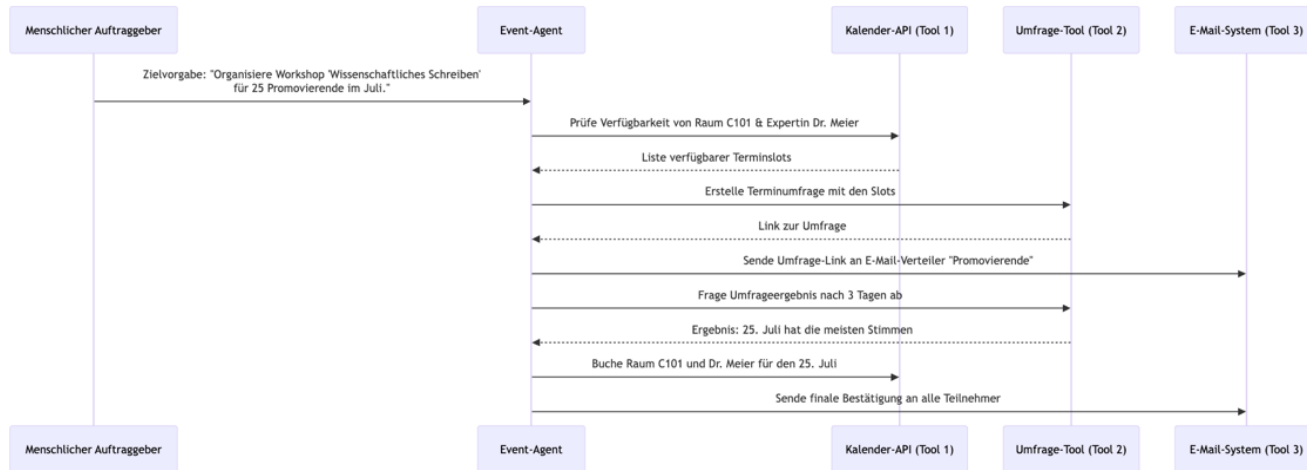 Menschlicher Auftraggeber
Event-Agent
Kalender-API (Tool 1)
Umfrage-Tool (Tool 2)
E-Mail-System (Tool 3)
Zielvorgabe: "Organisiere Workshop 'Wissenschaftliches Schreiben'
für 25 Promovierende im Juli."
Prüfe Verfügbarkeit von Raum C101 & Expertin Dr. Meier
Liste verfügbarer Terminslots
Erstelle Terminumfrage mit den Slots
Link zur Umfrage
Sende Umfrage-Link an E-Mail-Verteiler "Promovierende"
Frage Umfrageergebnis nach 3 Tagen ab
Ergebnis: 25. Juli hat die meisten Stimmen
Buche Raum C101 und Dr. Meier für den 25. Juli
Sende finale Bestätigung an alle Teilnehmer
Menschlicher Auftraggeber
Event-Agent
Kalender-API (Tool 1)
Umfrage-Tool (Tool 2)
E-Mail-System (Tool 3)